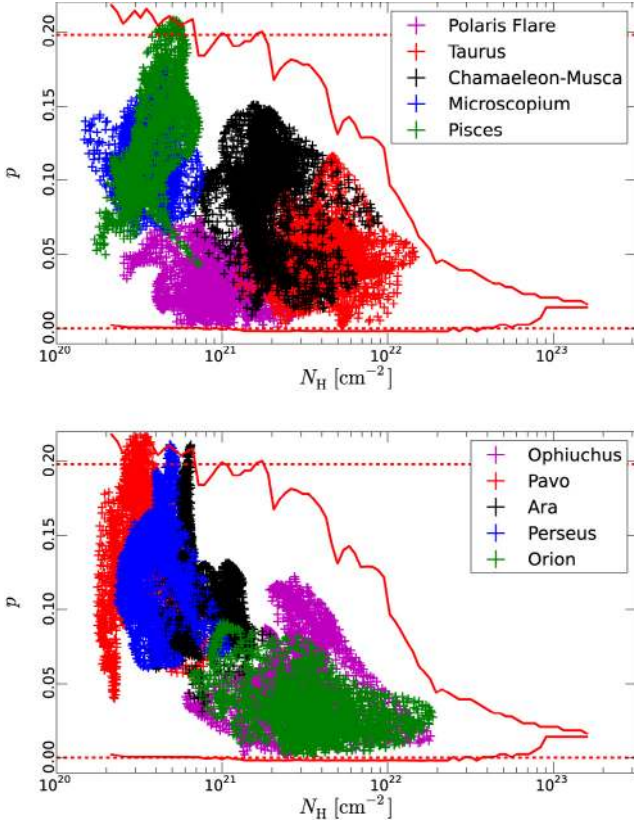 0.20
0.15
0.10
0.05
0.00
p
Polaris Flare
Taurus
Chamaeleon-Musca
Microscopium
Pisces
10^20 10^21 10^22 10^23
N_H [cm^-2]
0.20
0.15
0.10
0.05
0.00
p
Ophiuchus
Pavo
Ara
Perseus
Orion
10^20 10^21 10^22 10^23
N_H [cm^-2]